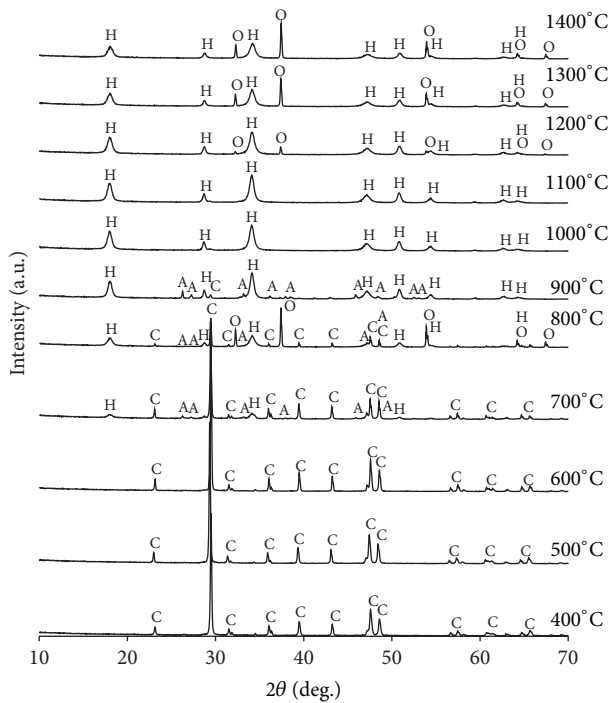 H H O H O H H O H H H O O 1400°C
H H O H O H H O H H H O O 1300°C
H H O H O H H O H H H O O 1200°C
H H H H H H H H 1100°C
H H H H H H H H 1000°C
H A A H C A H A A A H A H A A H H H 900°C
H C A A H C C O A H O C C C A C A C H O H H O O 800°C
H C A A C A H C A C C A C C A H C C C 700°C
C C C C C C C C C C 600°C
C C C C C C C C C C 500°C
C C C C C C C C C 400°C
10 20 30 40 50 60 70
2θ (deg.)
Intensity (a.u.)